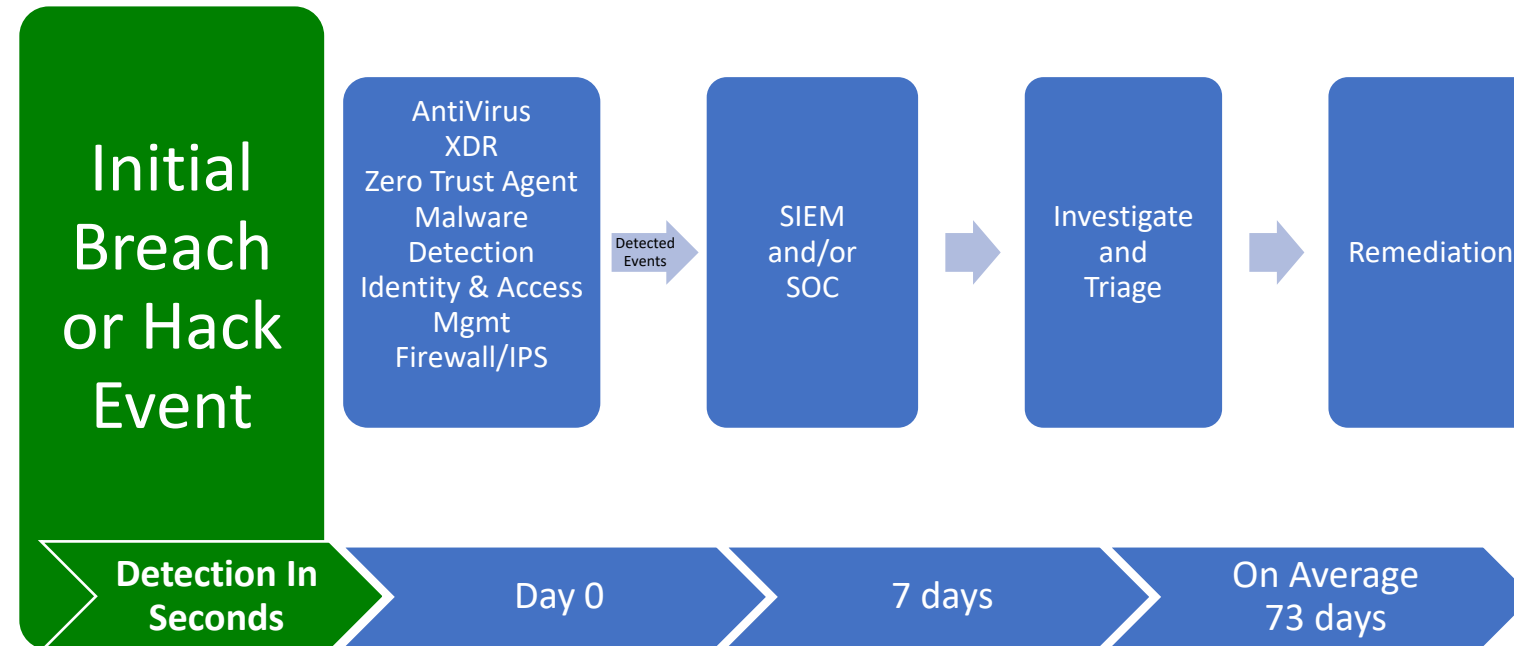 Initial
Breach
or Hack
Event
AntiVirus
XDR
Zero Trust Agent
Malware
Detection
Identity & Access
Mgmt
Firewall/IPS
Detected
Events
SIEM
and/or
SOC
Investigate
and
Triage
Remediation
Detection In
Seconds
Day 0
7 days
On Average
73 days